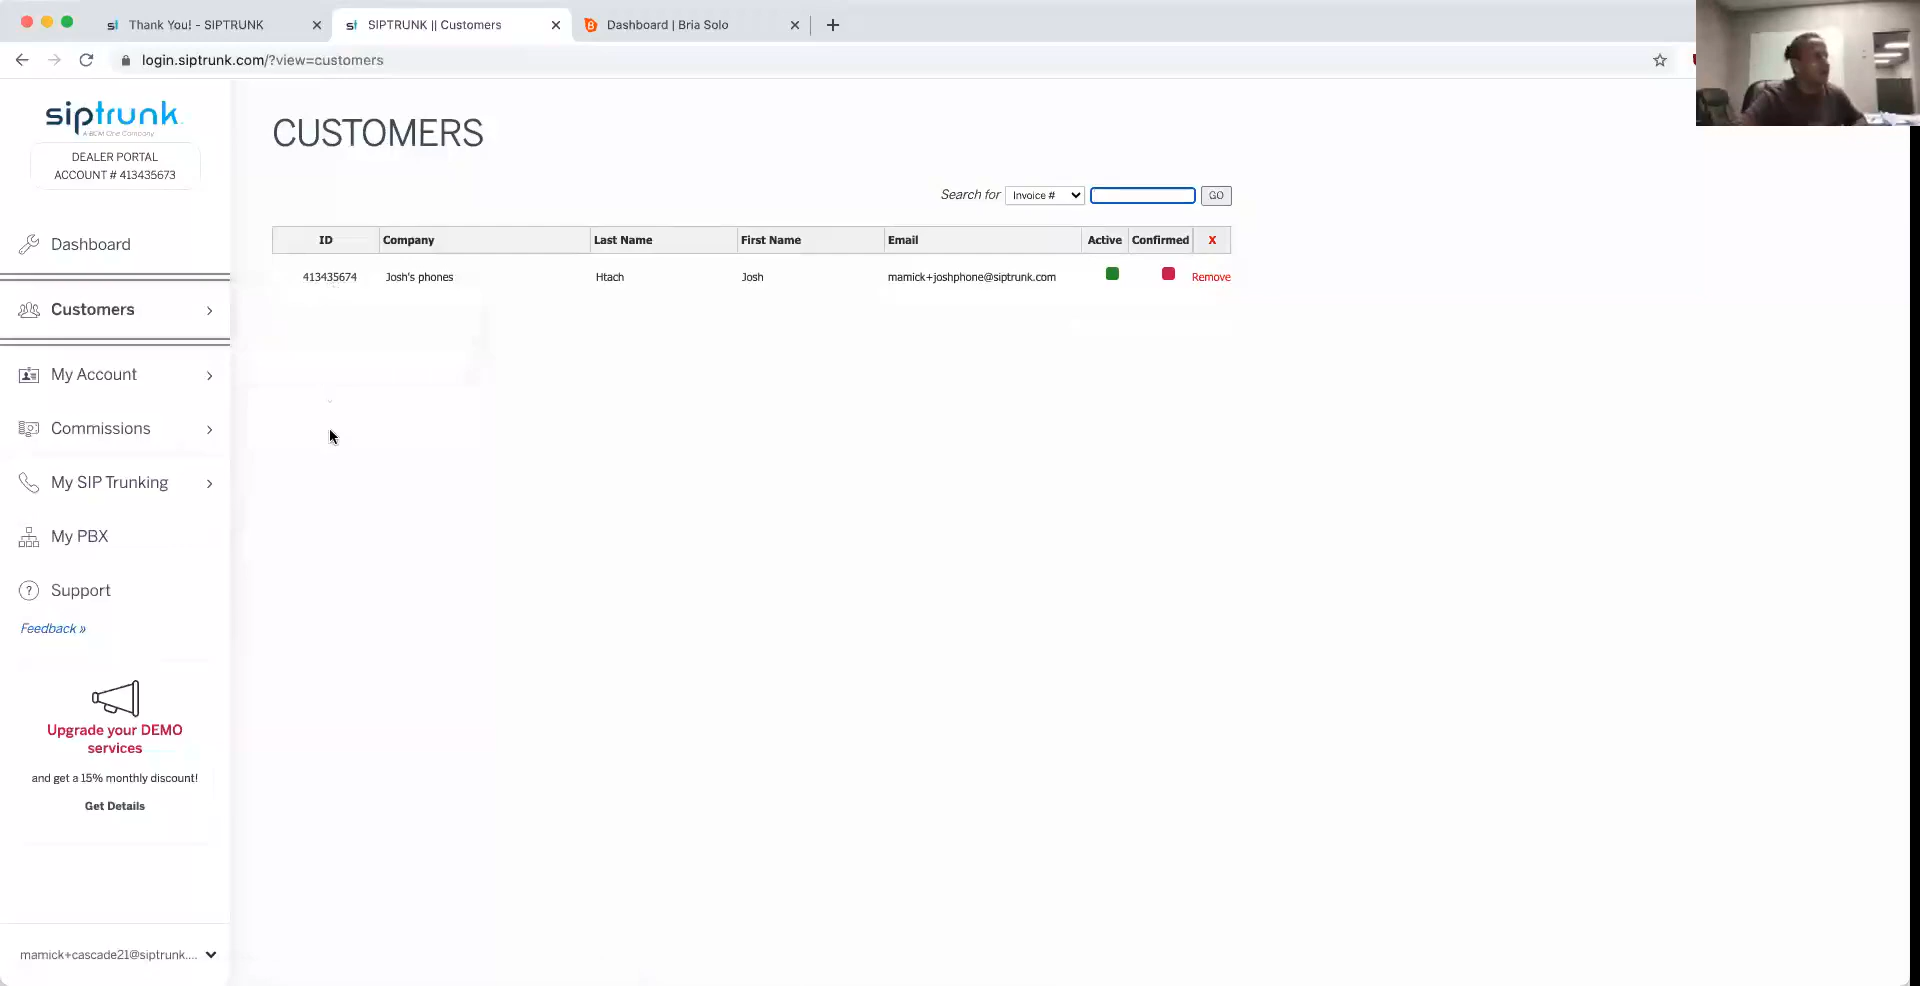 Thank You! - SIPTRUNK
SIPTRUNK || Customers
Dashboard | Bria Solo
login.siptrunk.com/?view=customers
siptrunk.
A BCM One Company
DEALER PORTAL
ACCOUNT # 413435673
Dashboard
Customers
My Account
Commissions
My SIP Trunking
My PBX
Support
Feedback »
Upgrade your DEMO
services
and get a 15% monthly discount!
Get Details
mamick+cascade21@siptrunk....
CUSTOMERS
Search for Invoice # GO
ID Company Last Name First Name Email Active Confirmed X
413435674 Josh's phones Htach Josh mamick+joshphone@siptrunk.com Remove